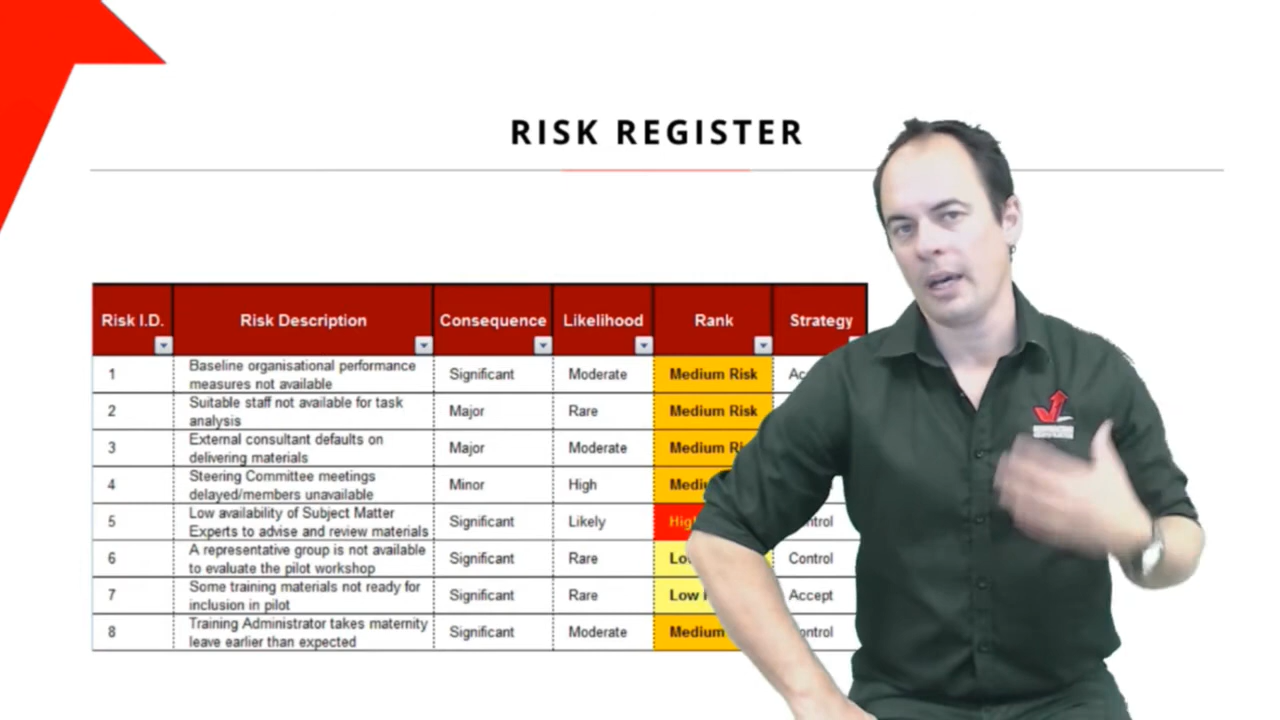 RISK REGISTER
Risk I.D. Risk Description Consequence Likelihood Rank Strategy
1 Baseline organisational performance measures not available Significant Moderate Medium Risk
2 Suitable staff not available for task analysis Major Rare Medium Risk
3 External consultant defaults on delivering materials Major Moderate Medium
4 Steering Committee meetings delayed/members unavailable Minor High
5 Low availability of Subject Matter Experts to advise and review materials Significant Likely
6 A representative group is not available to evaluate the pilot workshop Significant Rare Control
7 Some training materials not ready for inclusion in pilot Significant Rare Low Accept
8 Training Administrator takes maternity leave earlier than expected Significant Moderate Medium